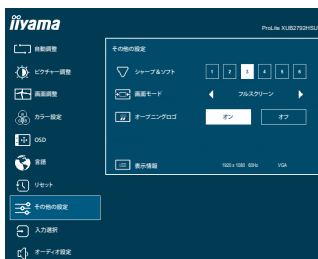 iiyama
ProLite XUB2792HSU
自動調整
ピクチャー調整
画面調整
カラー設定
OSD
言語
リセット
その他の設定
入力選択
オーディオ設定
その他の設定
シャープ&ソフト 1 2 3 4 5 6
画面モード フルスクリーン
オープニングロゴ オン オフ
表示情報 1920 x 1080 60Hz VGA